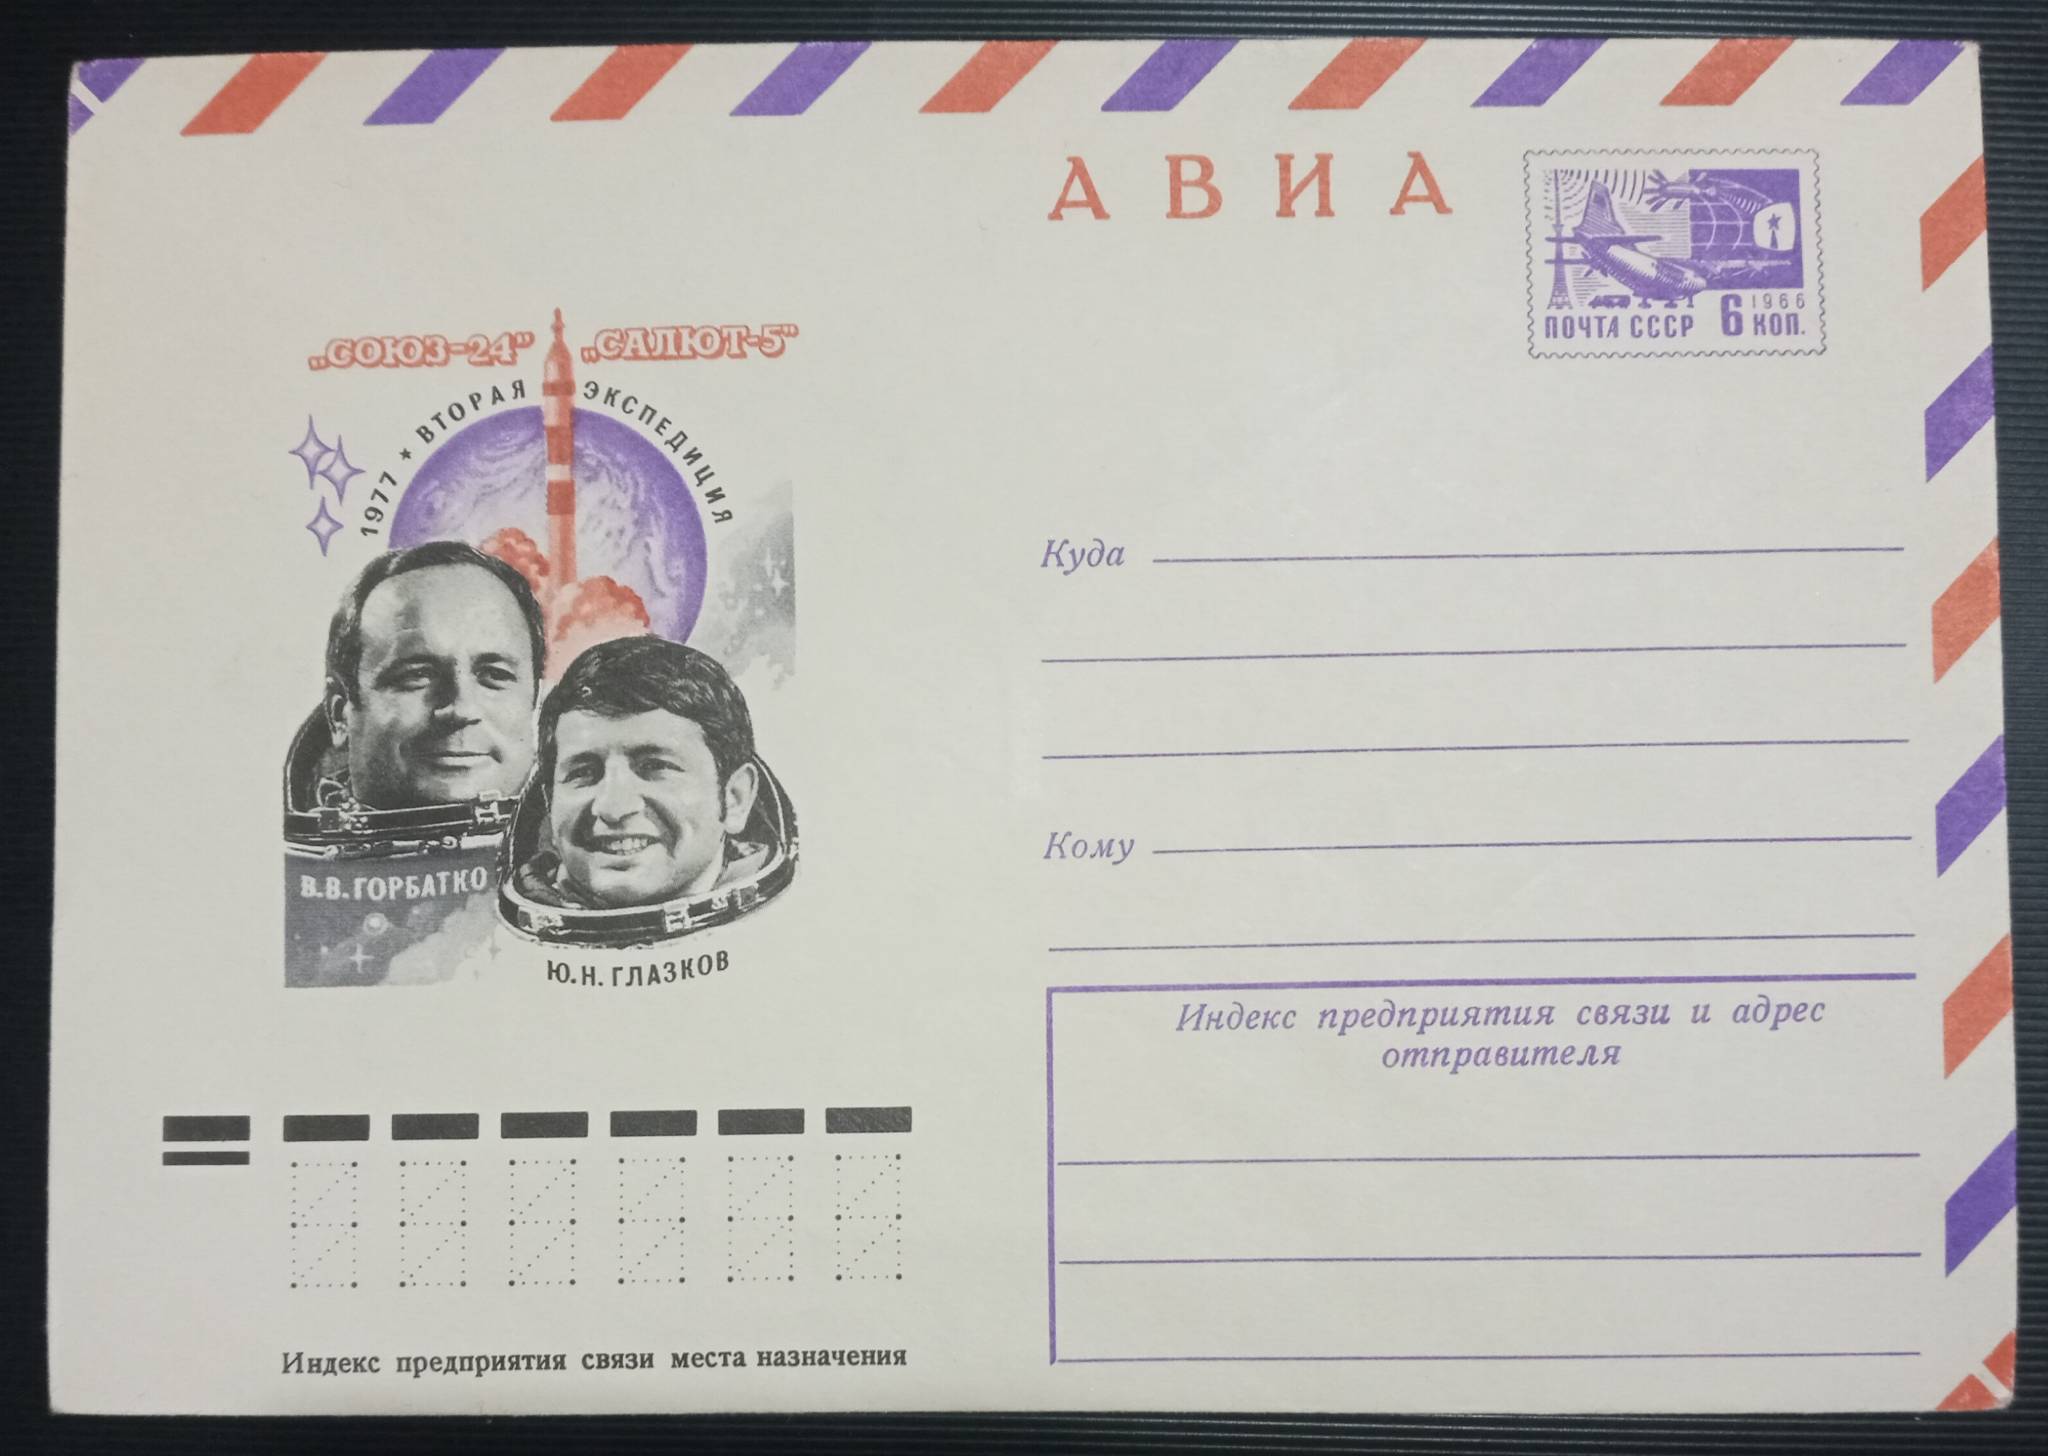 АВИА
1966
ПОЧТА СССР 6 КОП.
„СОЮЗ-24” „САЛЮТ-5”
1977 ★ ВТОРАЯ ЭКСПЕДИЦИЯ
В.В.ГОРБАТКО
Ю.Н.ГЛАЗКОВ
Куда
Кому
Индекс предприятия связи и адрес
отправителя
Индекс предприятия связи места назначения